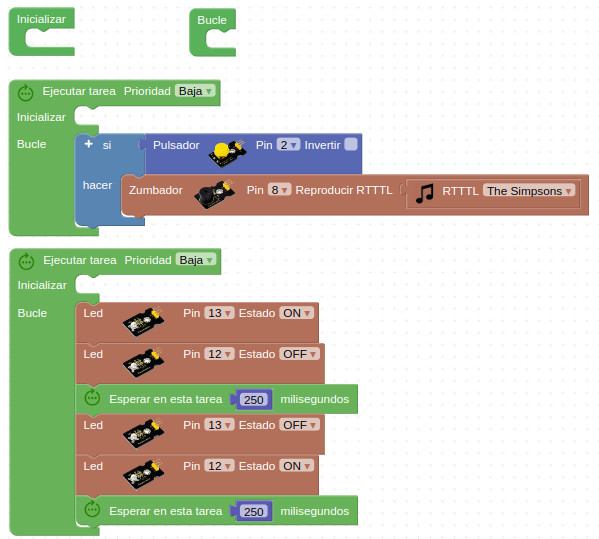 Inicializar
Bucle
Ejecutar tarea Prioridad Baja
Inicializar
Bucle
+ si Pulsador Pin 2 Invertir
hacer Zumbador Pin 8 Reproducir RTTTL RTTTL The Simpsons
Ejecutar tarea Prioridad Baja
Inicializar
Bucle Led Pin 13 Estado ON
Led Pin 12 Estado OFF
Esperar en esta tarea 250 milisegundos
Led Pin 13 Estado OFF
Led Pin 12 Estado ON
Esperar en esta tarea 250 milisegundos